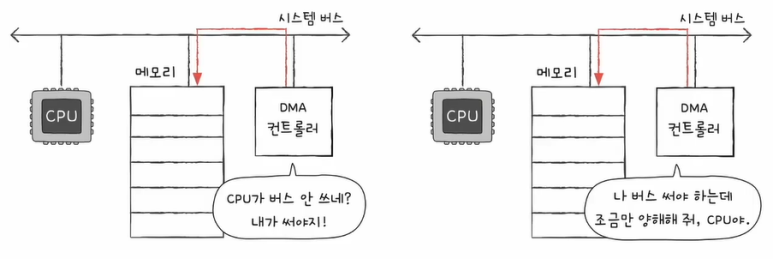 시스템 버스
메모리
CPU
DMA
컨트롤러
CPU가 버스 안 쓰네?
내가 써야지!
시스템 버스
메모리
CPU
DMA
컨트롤러
나 버스 써야 하는데
조금만 양해해 줘, CPU야.